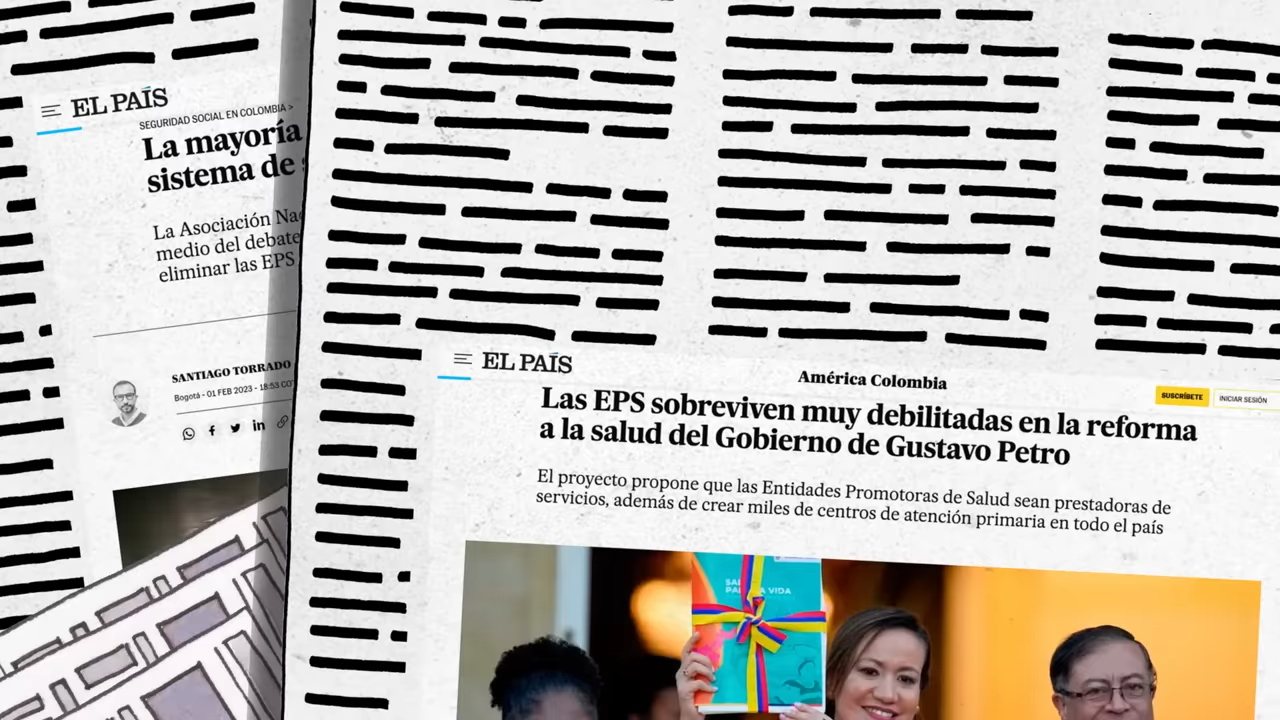 EL PAÍS
SEGURIDAD SOCIAL EN COLOMBIA >
La mayoría
sistema de
La Asociación
medio del debate
eliminar las EPS
SANTIAGO TORRADO
Bogotá - 01 FEB 2023 - 18:53
EL PAÍS
América Colombia
SUSCRÍBETE
INICIAR SESIÓN
Las EPS sobreviven muy debilitadas en la reforma
a la salud del Gobierno de Gustavo Petro
El proyecto propone que las Entidades Promotoras de Salud sean prestadoras de
servicios, además de crear miles de centros de atención primaria en todo el país
VIDA